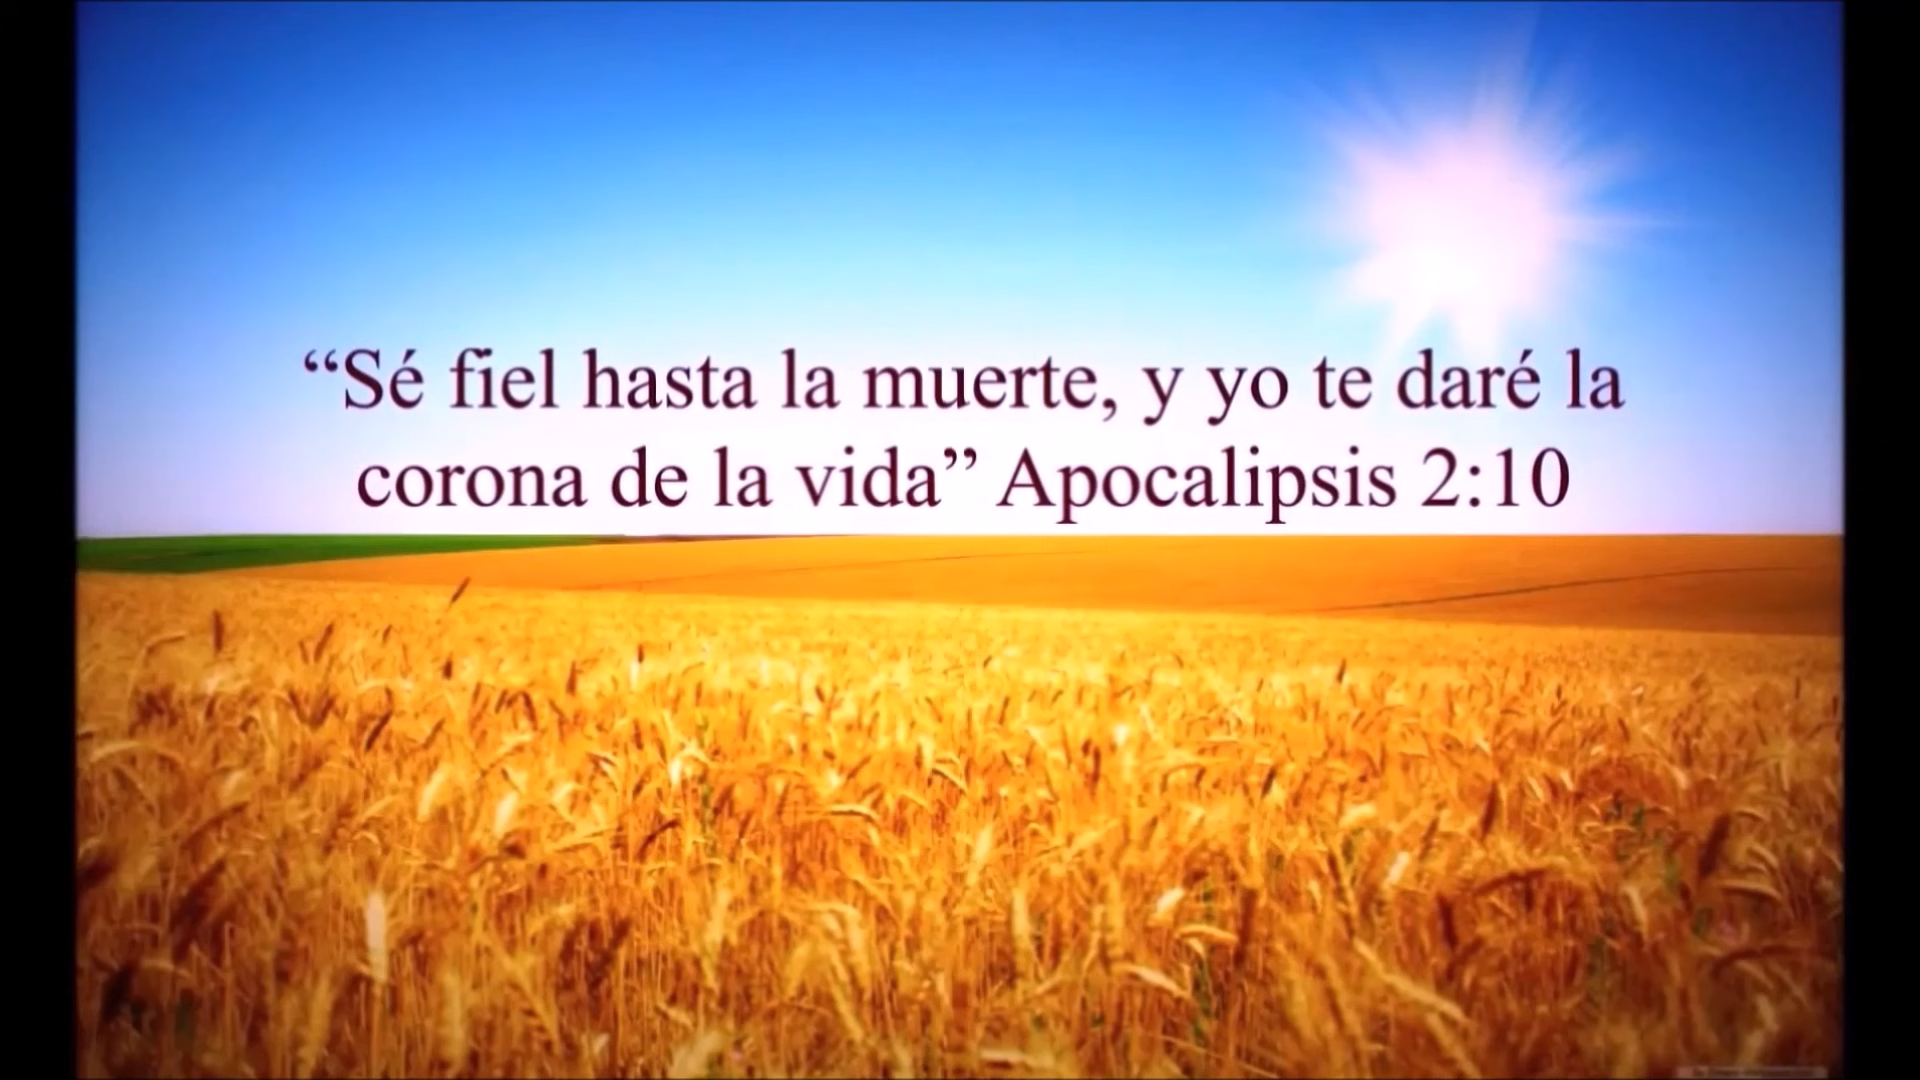 “Sé fiel hasta la muerte, y yo te daré la
corona de la vida” Apocalipsis 2:10